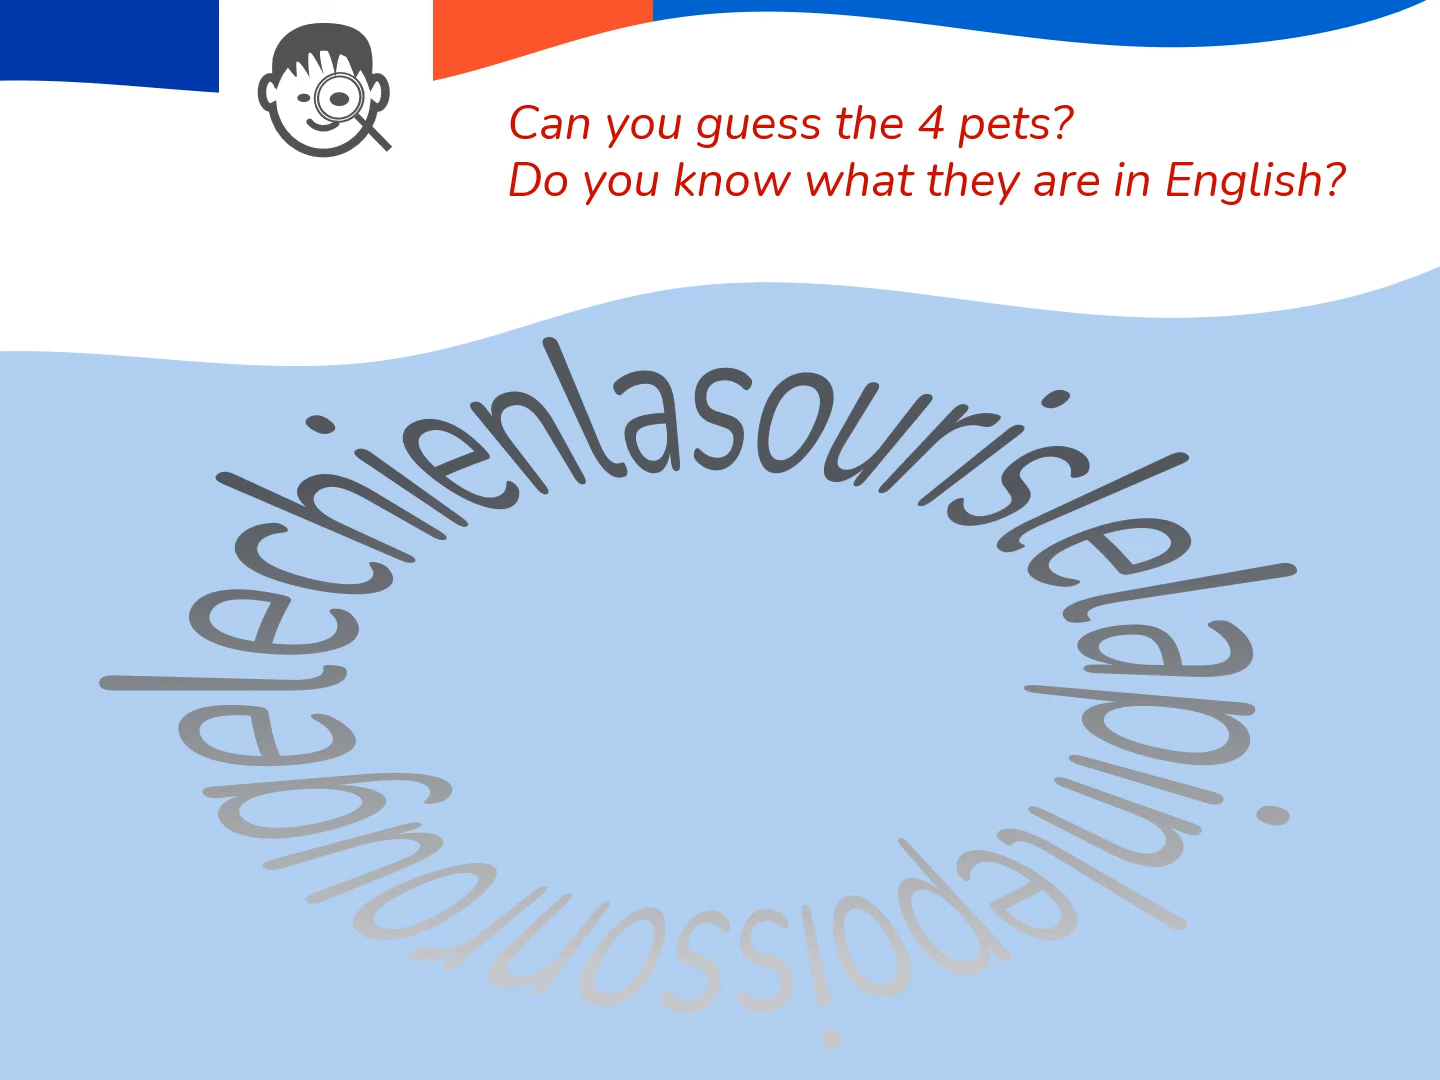 Can you guess the 4 pets?
Do you know what they are in English?
lechienlasourislelapinlepoissonrouge